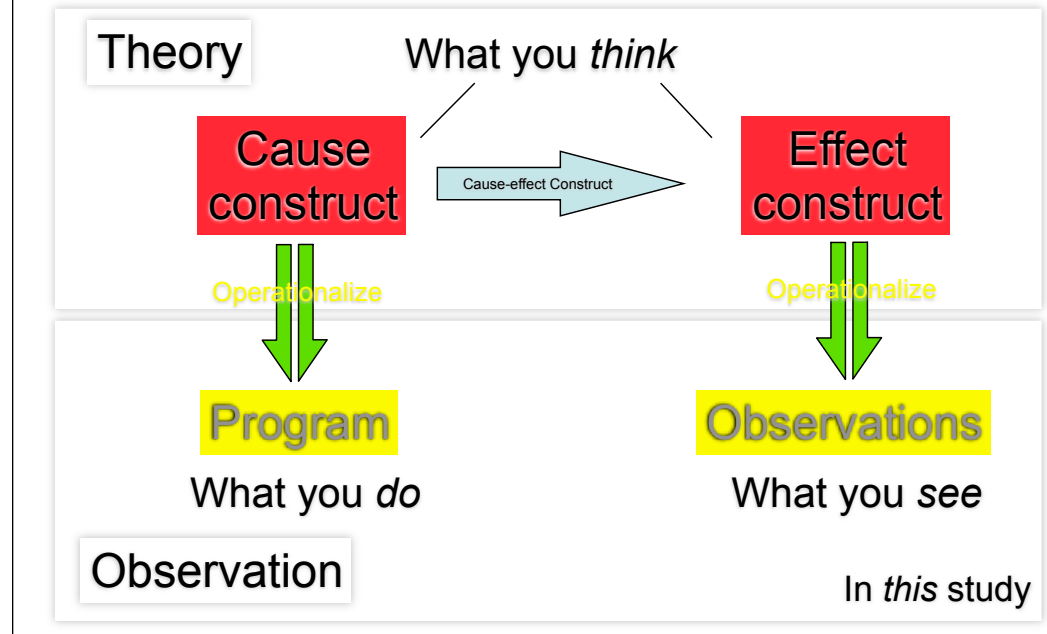 Theory
What you think
Cause
construct
Cause-effect Construct
Effect
construct
Operationalize
Operationalize
Program
Observations
What you do
What you see
Observation
In this study